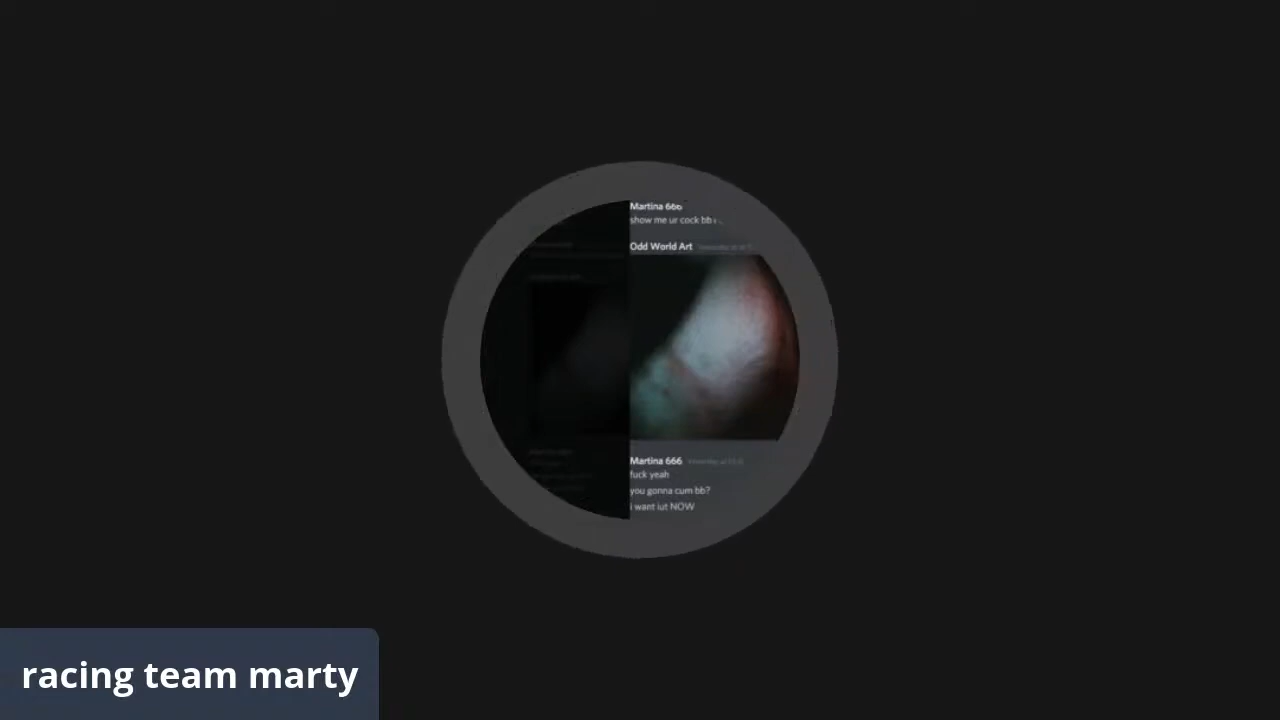 Martina 666
show me ur cock bb
Odd World Art
Martina 666
fuck yeah
you gonna cum bb?
i want iut NOW
racing team marty